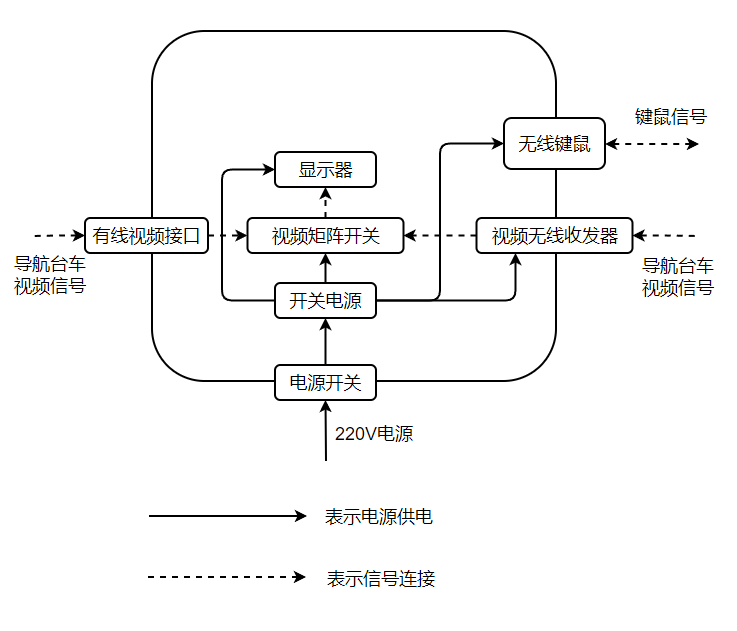 键鼠信号
无线键鼠
显示器
有线视频接口
视频矩阵开关
视频无线收发器
导航台车
视频信号
导航台车
视频信号
开关电源
电源开关
220V电源
表示电源供电
表示信号连接